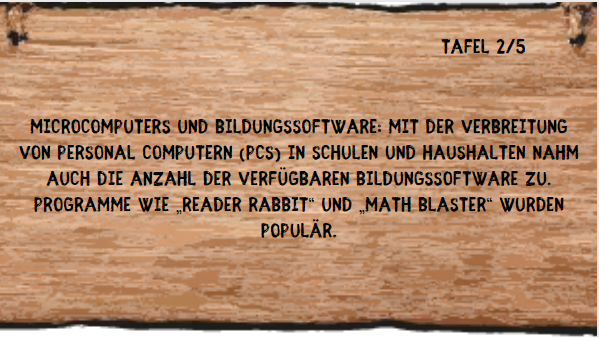 TAFEL 2/5
MICROCOMPUTERS UND BILDUNGSSOFTWARE: MIT DER VERBREITUNG
VON PERSONAL COMPUTERN (PCS) IN SCHULEN UND HAUSHALTEN NAHM
AUCH DIE ANZAHL DER VERFÜGBAREN BILDUNGSSOFTWARE ZU.
PROGRAMME WIE „READER RABBIT“ UND „MATH BLASTER“ WURDEN
POPULÄR.